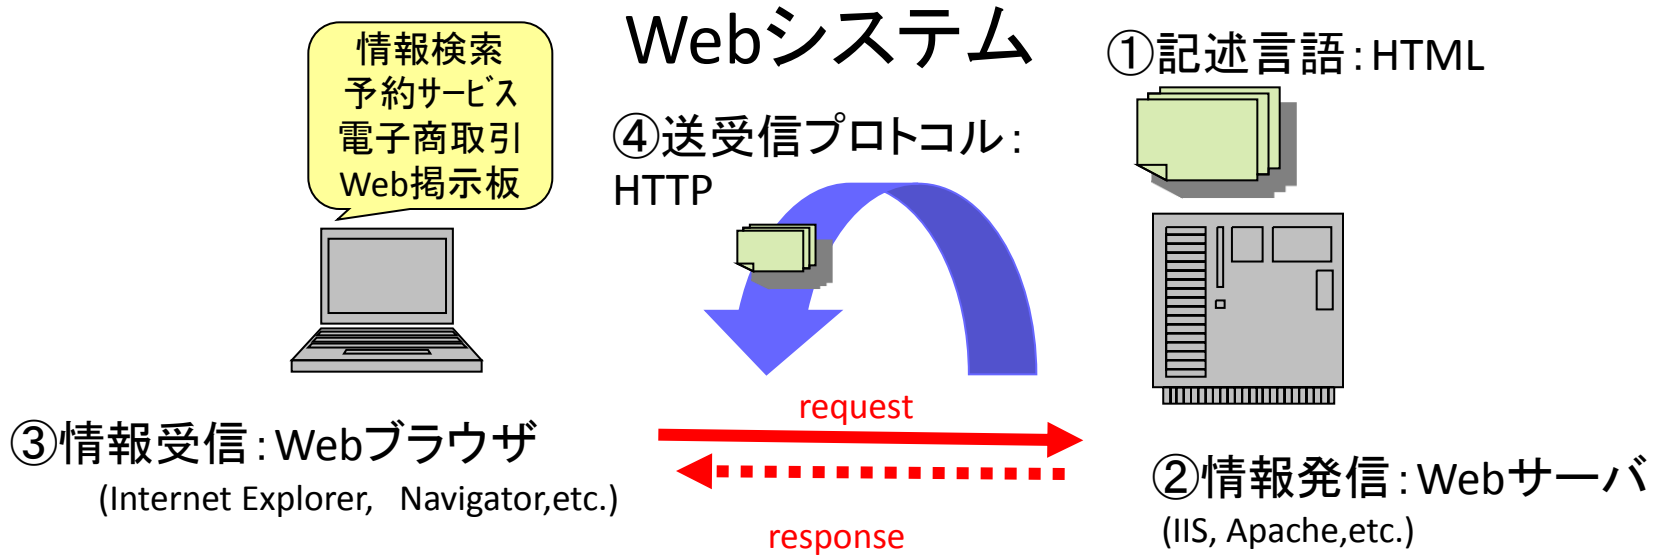 Webシステム
情報検索
予約ｻｰﾋﾞｽ
電子商取引
Web掲示板
①記述言語：HTML
④送受信プロトコル：
HTTP
request
response
③情報受信：Webブラウザ
(Internet Explorer,　Navigator,etc.)
②情報発信：Webサーバ
(IIS, Apache,etc.)